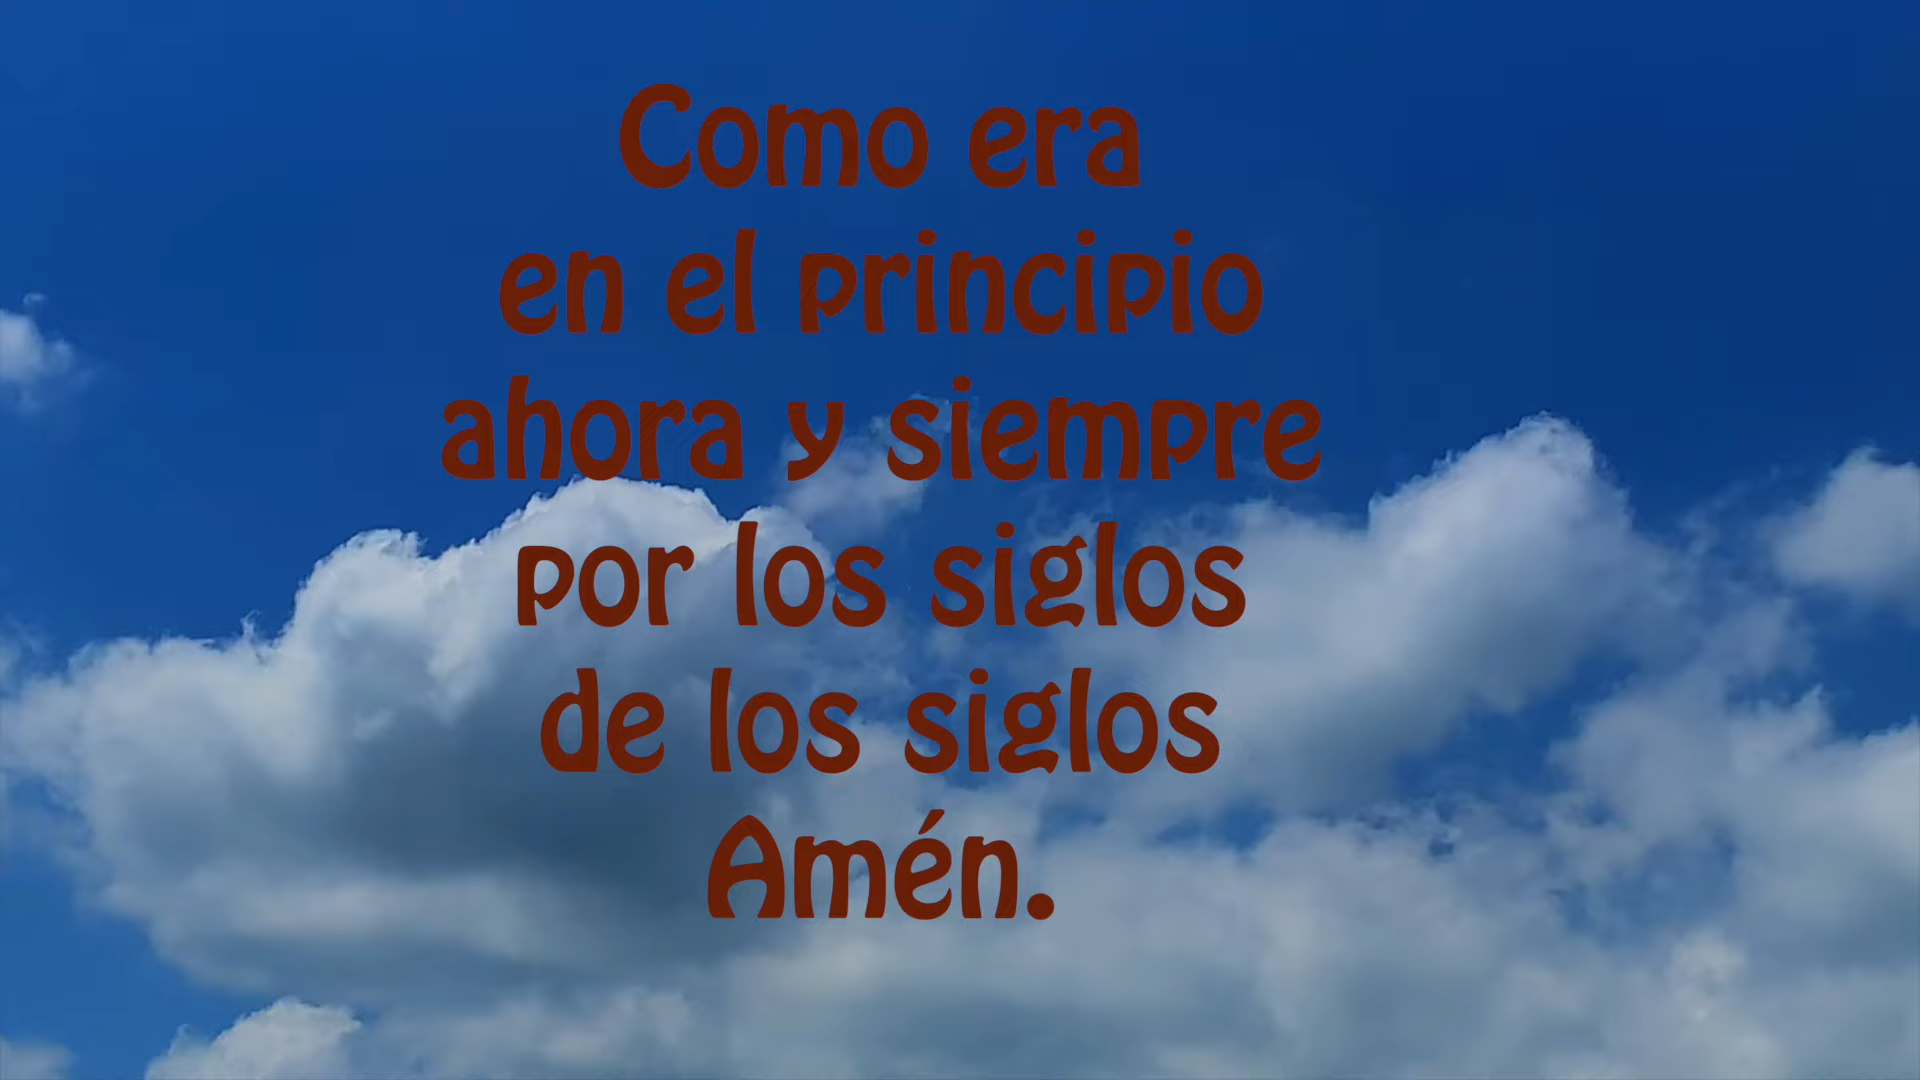 Como era
en el principio
ahora y siempre
por los siglos
de los siglos
Amén.